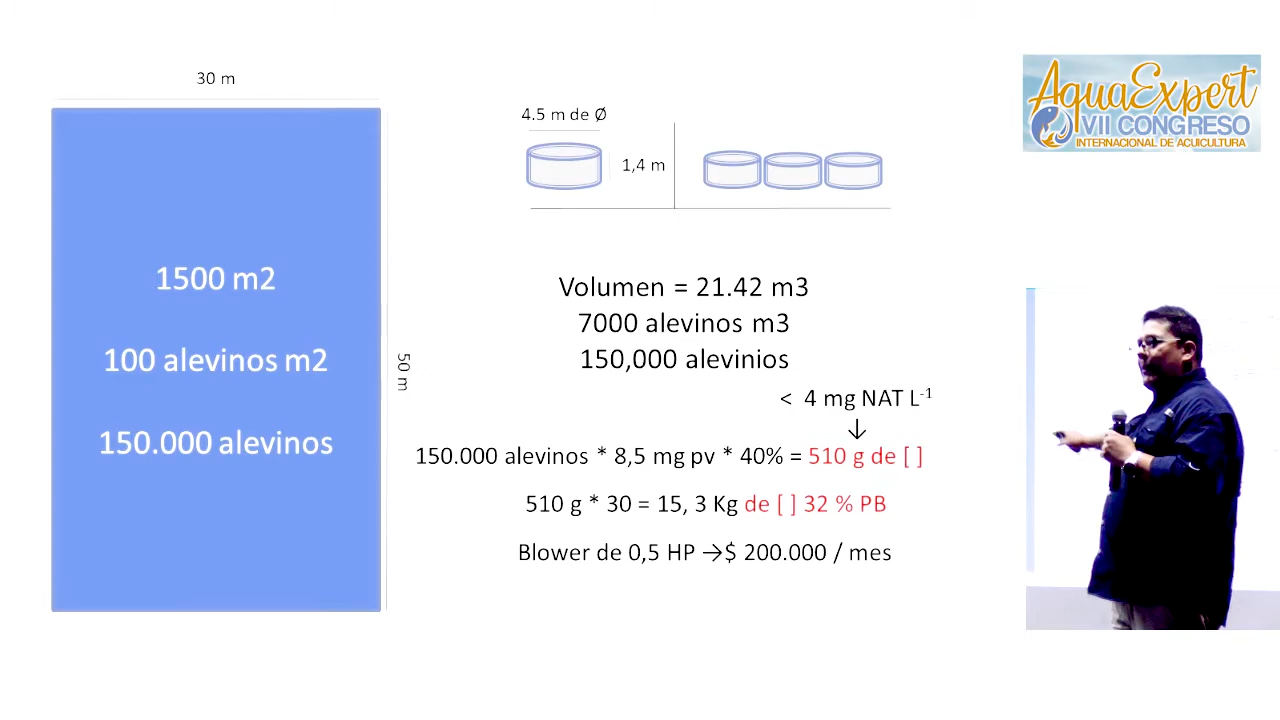 30 m
1500 m2
100 alevinos m2
150.000 alevinos
50 m
4.5 m de Ø
1,4 m
Volumen = 21.42 m3
7000 alevinos m3
150,000 alevinios
< 4 mg NAT L-1
↓
150.000 alevinos * 8,5 mg pv * 40% = 510 g de [ ]
510 g * 30 = 15, 3 Kg de [ ] 32 % PB
Blower de 0,5 HP →$ 200.000 / mes
AquaExpert
VII CONGRESO
INTERNACIONAL DE ACUICULTURA